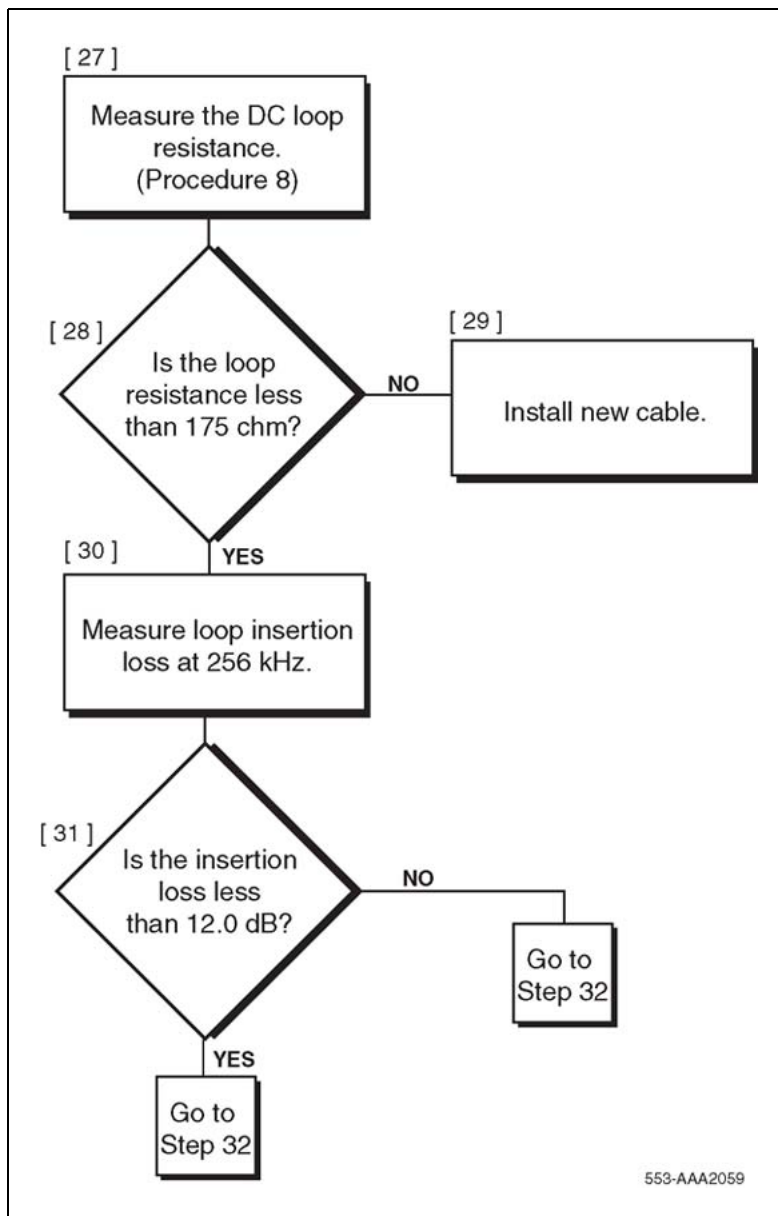 [ 27 ]
Measure the DC loop
resistance.
(Procedure 8)
[ 28 ]
Is the loop
resistance less
than 175 chm?
NO
[ 29 ]
Install new cable.
YES
[ 30 ]
Measure loop insertion
loss at 256 kHz.
[ 31 ]
Is the insertion
loss less
than 12.0 dB?
NO
Go to
Step 32
YES
Go to
Step 32
553-AAA2059